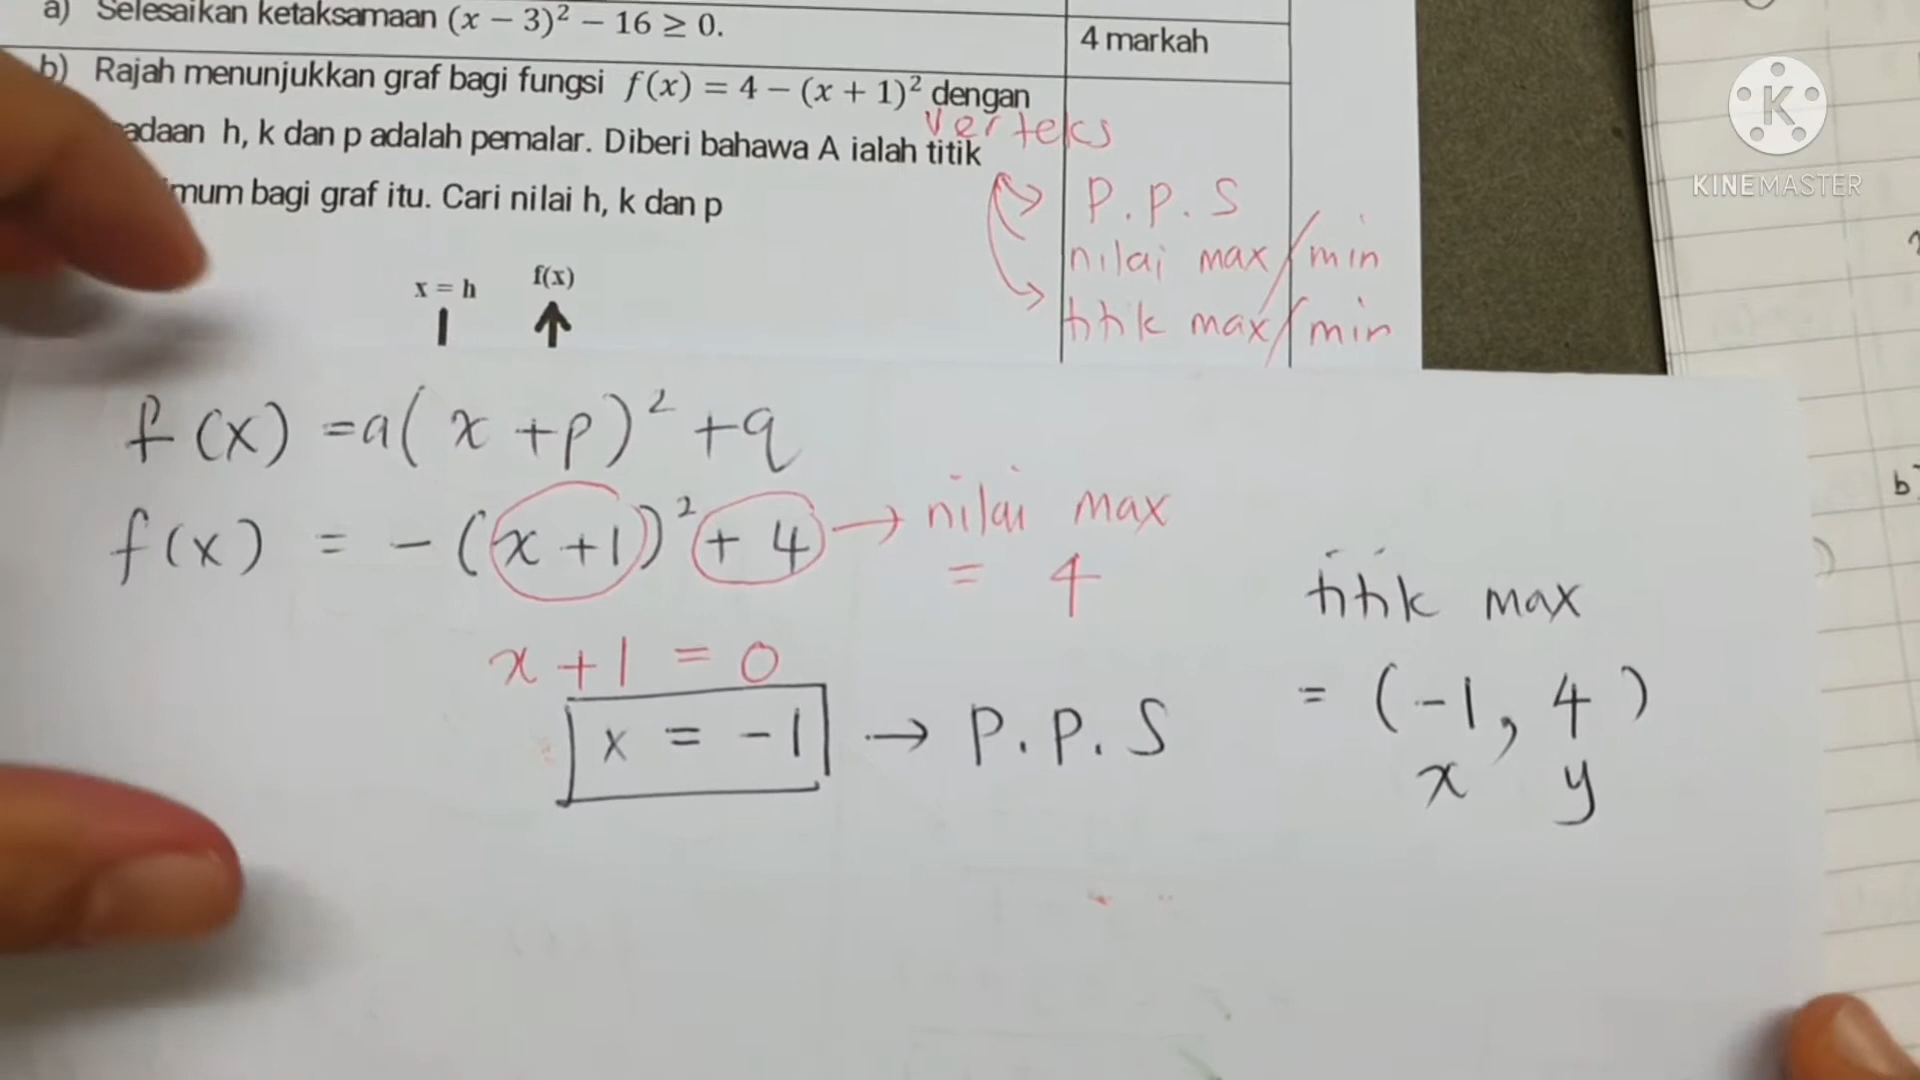 a) Selesaikan ketaksamaan (x − 3)² − 16 ≥ 0.
4 markah
b) Rajah menunjukkan graf bagi fungsi f(x) = 4 − (x + 1)² dengan
adaan h, k dan p adalah pemalar. Diberi bahawa A ialah titik
verteks
mum bagi graf itu. Cari nilai h, k dan p
P.P.S
nilai max/min
titik max/min
x = h
f(x)
KINEMASTER
f(x) = a(x + p)² + q
f(x) = −(x + 1)² + 4 → nilai max
= 4
x + 1 = 0
x = −1 → P.P.S
titik max
= (−1, 4)
x y
b)